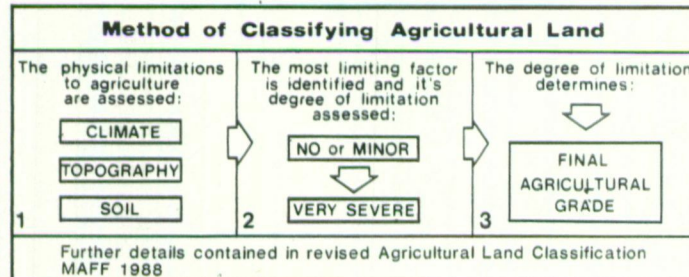 Method of Classifying Agricultural Land
The physical limitations
to agriculture
are assessed:
CLIMATE
TOPOGRAPHY
SOIL
1
The most limiting factor
is identified and it's
degree of limitation
assessed:
NO or MINOR
VERY SEVERE
2
The degree of limitation
determines:
FINAL
AGRICULTURAL
GRADE
3
Further details contained in revised Agricultural Land Classification
MAFF 1988